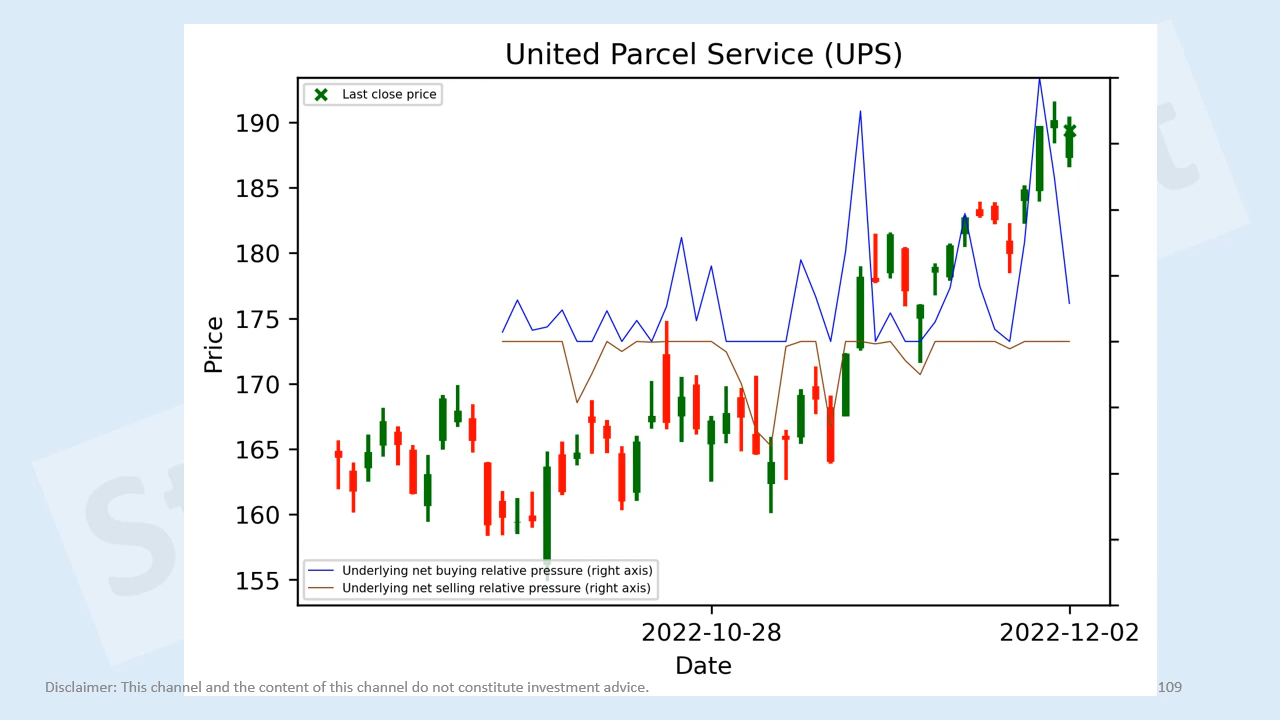 United Parcel Service (UPS)
Last close price
190
185
180
175
170
165
160
155
Price
Underlying net buying relative pressure (right axis)
Underlying net selling relative pressure (right axis)
2022-10-28
2022-12-02
Date
Disclaimer: This channel and the content of this channel do not constitute investment advice.
109